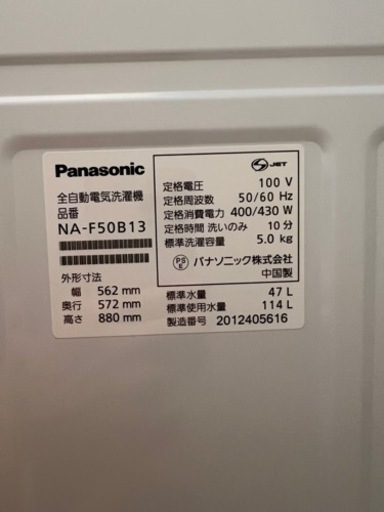 Panasonic
全自動電気洗濯機
品番
NA-F50B13
外形寸法
幅 562 mm
奥行 572 mm
高さ 880 mm
JET
定格電圧 100 V
定格周波数 50/60 Hz
定格消費電力 400/430 W
定格時間 洗いのみ 10分
標準洗濯容量 5.0 kg
PSE パナソニック株式会社
中国製
標準水量 47 L
標準使用水量 114 L
製造番号 2012405616